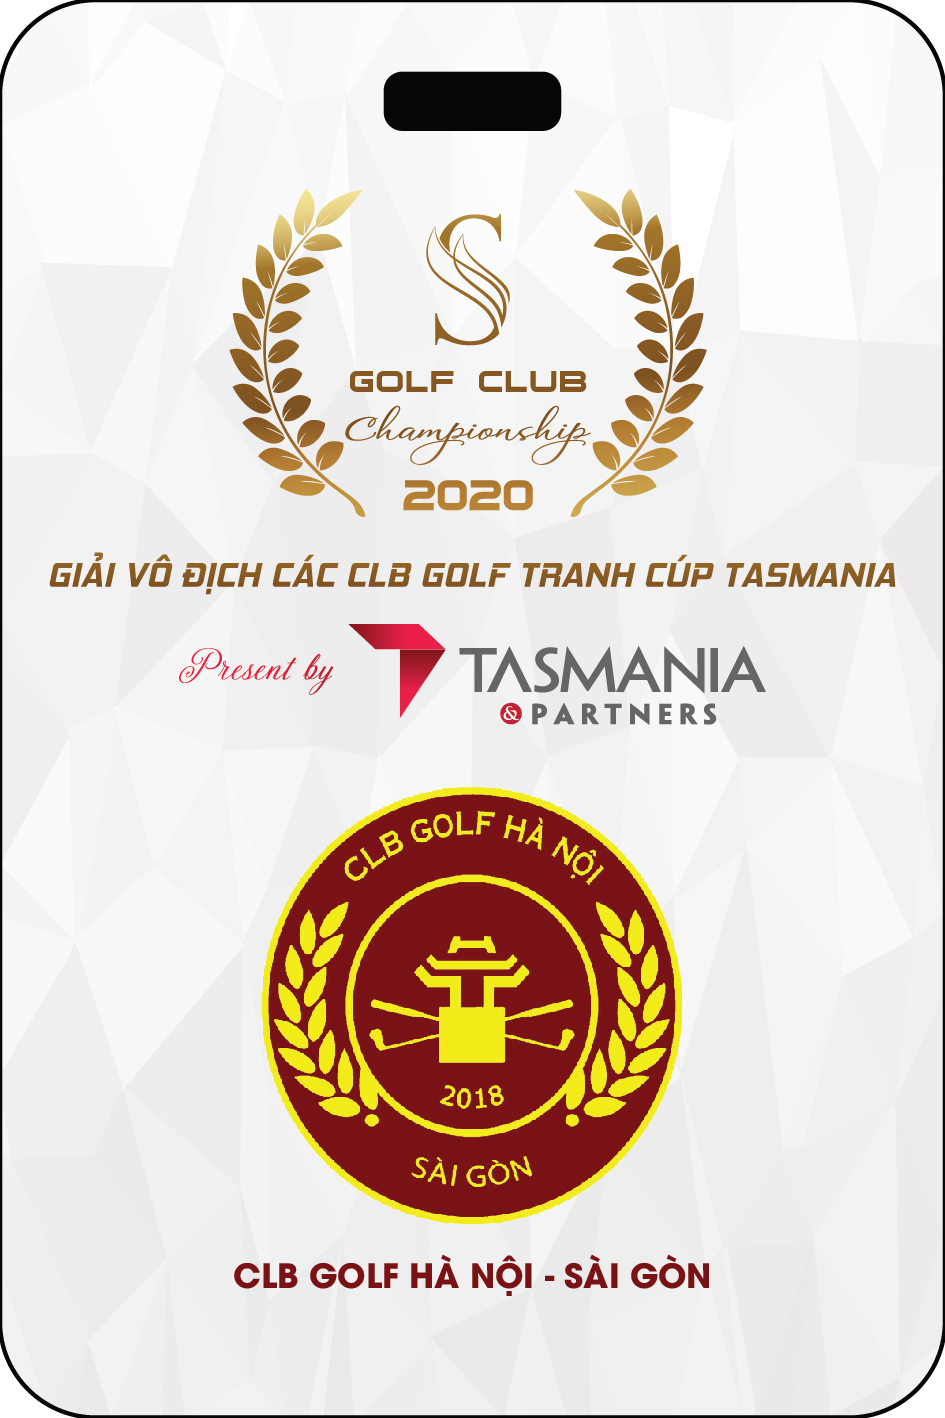 S
GOLF CLUB
Championship
2020
GIẢI VÔ ĐỊCH CÁC CLB GOLF TRANH CÚP TASMANIA
Present by
TASMANIA
& PARTNERS
CLB GOLF HÀ NỘI
2018
SÀI GÒN
CLB GOLF HÀ NỘI - SÀI GÒN